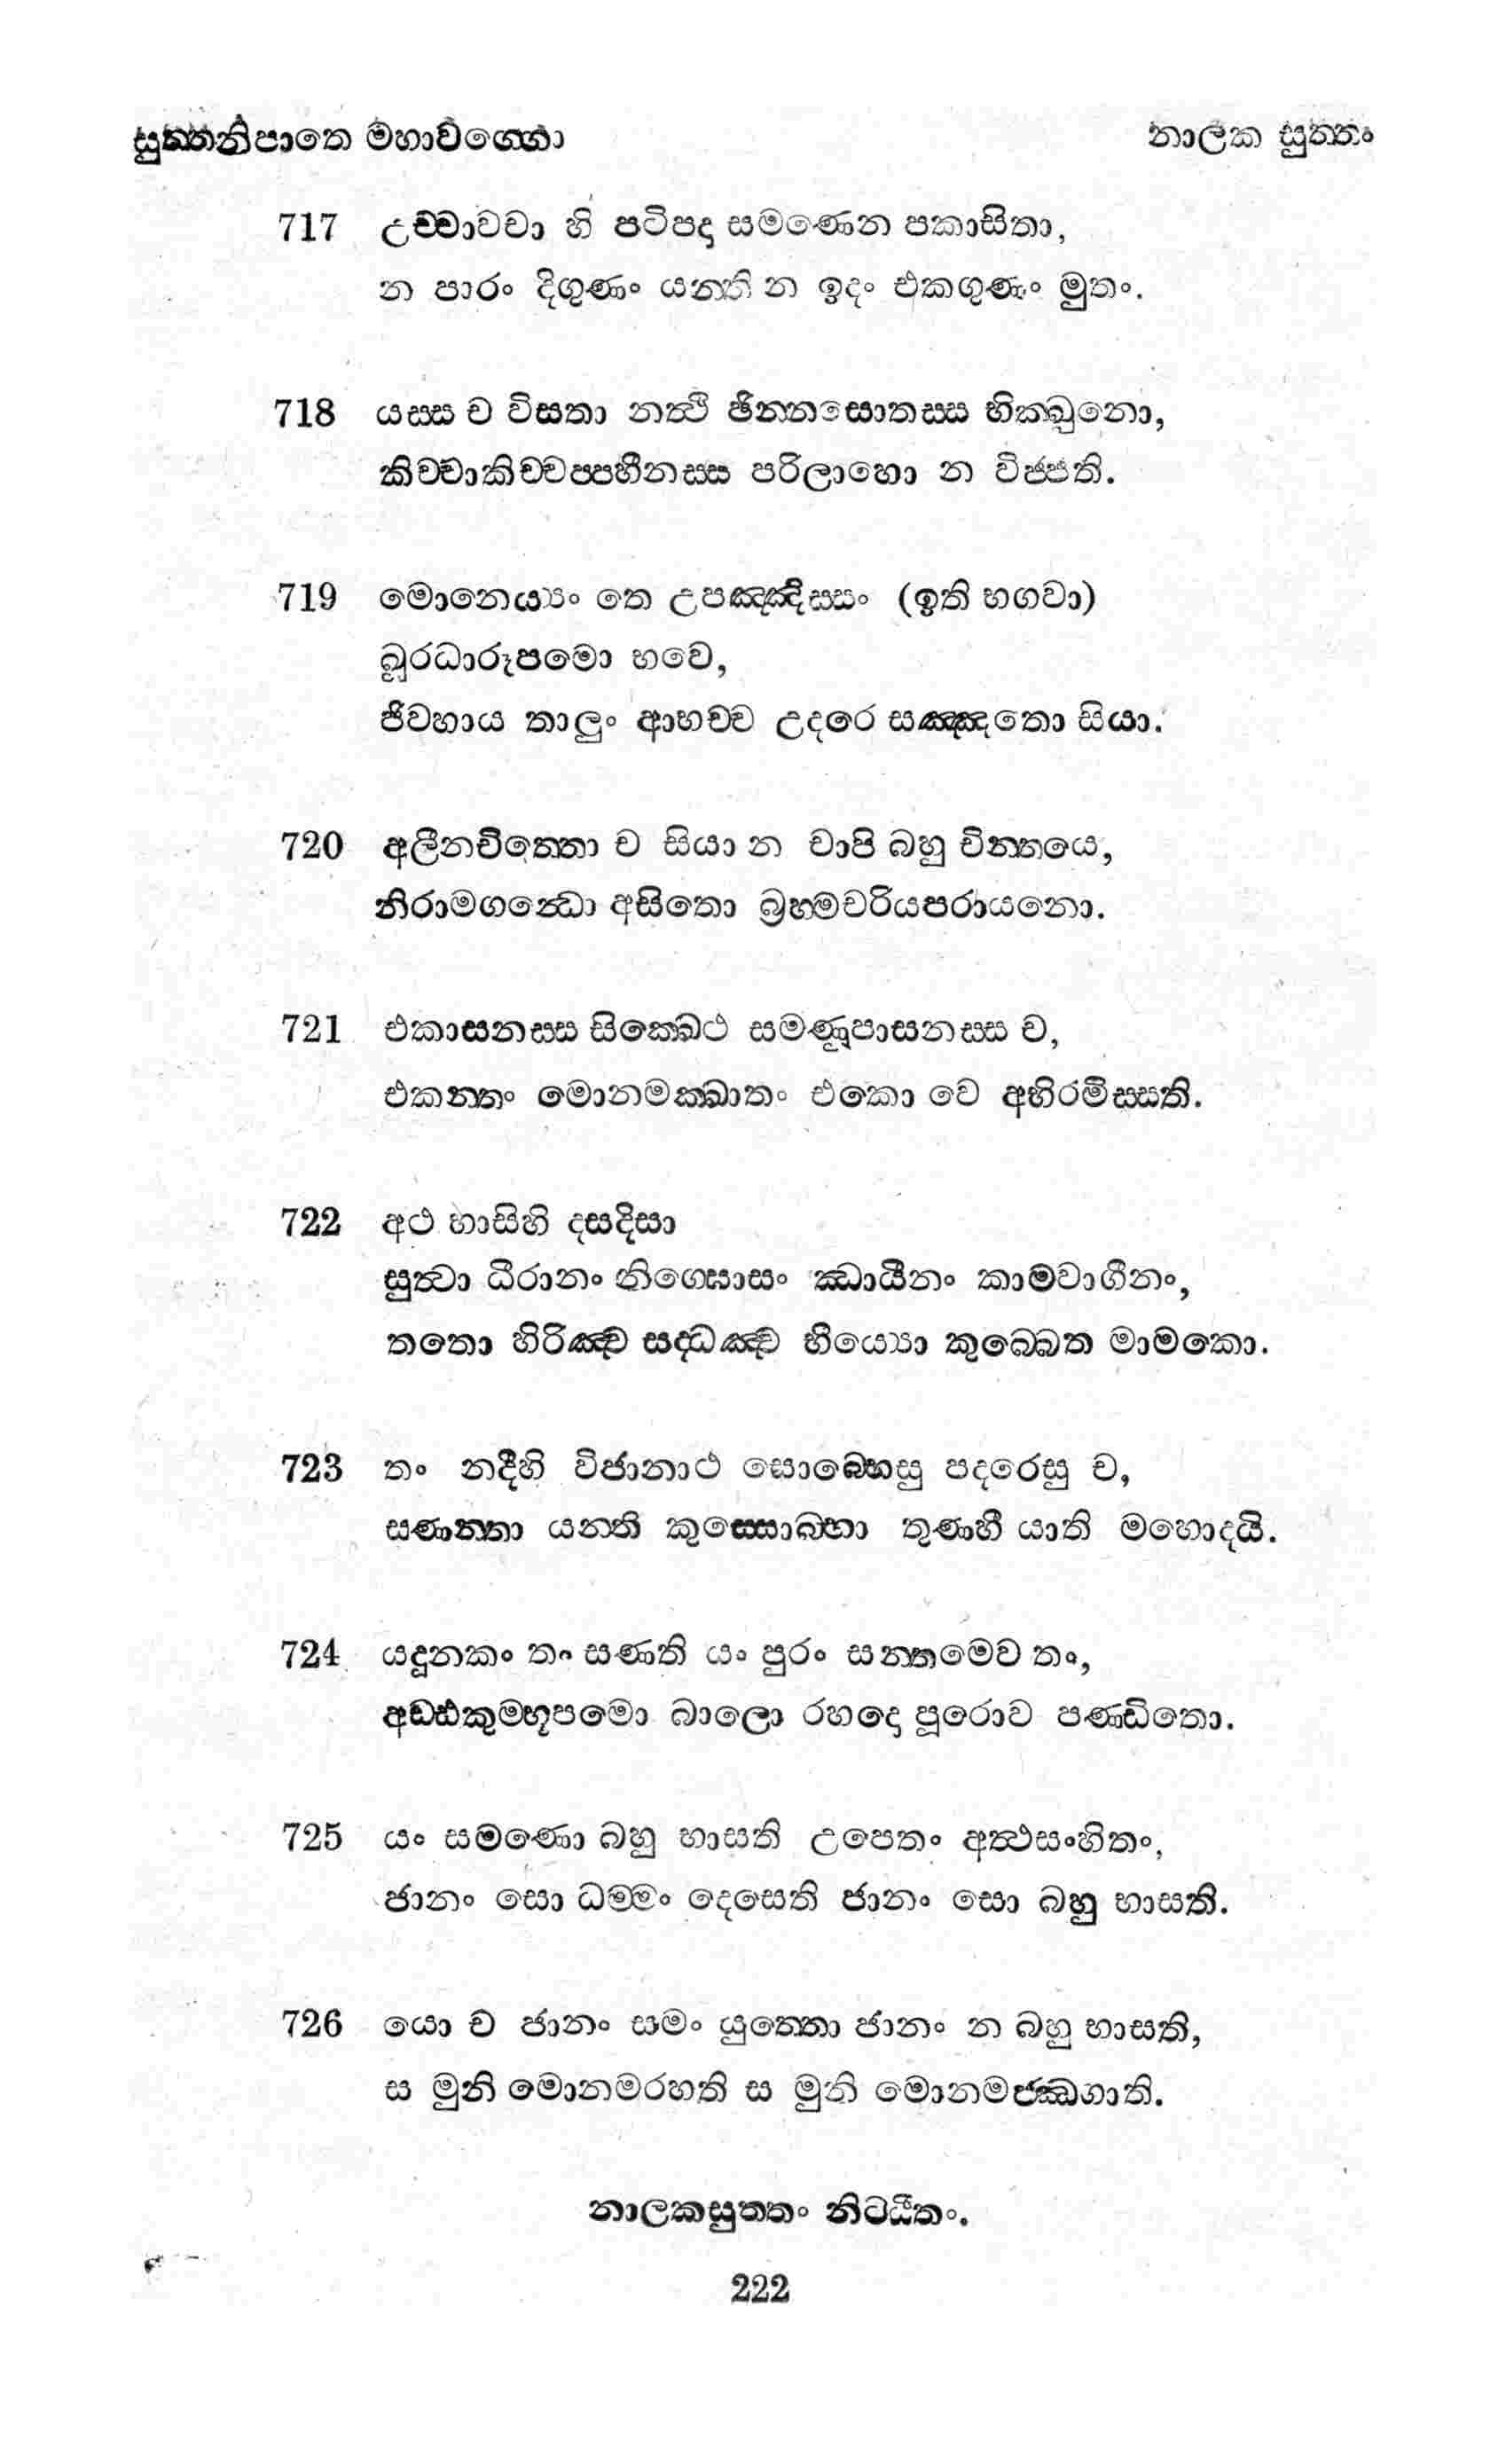 සුත්තනිපාතෙ මහාවග්ගො නාලක සුත්තං
717 උච්චාවචා හි පටිපදා සමණෙන පකාසිතා,
න පාරං දිගුණං යන්ති න ඉදං එකගුණං මුතං.
718 යස්ස ච විසතා නත්ථි ඡින්නසොතස්ස භික්ඛුනො,
කිච්චාකිච්චප්පහීනස්ස පරිලාහො න විජ්ජති.
719 මොනෙය්‍යං තෙ උපඤ්ඤිස්සං (ඉති භගවා)
ඛුරධාරූපමො භවෙ,
ජිව්හාය තාලුං ආහච්ච උදරෙ සඤ්ඤතො සියා.
720 අලීනචිත්තො ච සියා න චාපි බහු චින්තයෙ,
නිරාමගන්ධො අසිතො බ්‍රහ්මචරියපරායනො.
721 එකාසනස්ස සික්ඛෙථ සමණූපාසනස්ස ච,
එකත්තං මොනමක්ඛාතං එකො වෙ අභිරමිස්සති.
722 අථ භාසිහි දසදිසා
සුත්වා ධීරානං නිග්ඝොසං ඣායීනං කාමචාගීනං,
තතො හිරිඤ්ච සද්ධඤ්ච භීය්‍යො කුබ්බෙත මාමකො.
723 තං නදීහි විජානාථ සොබ්භෙසු පදරෙසු ච,
සණන්තා යන්ති කුස්සොබ්භා තුණ්හී යාති මහොදයි.
724 යදූනකං තං සණති යං පුරං සන්තමෙව තං,
අඩ්ඪකුම්භූපමො බාලො රහදො පූරොව පණ්ඩිතො.
725 යං සමණො බහු භාසති උපෙතං අත්ථසංහිතං,
ජානං සො ධම්මං දෙසෙති ජානං සො බහු භාසති.
726 යො ච ජානං සමං යුත්තො ජානං න බහු භාසති,
ස මුනි මොනමරහති ස මුනි මොනමජ්ඣගාති.
නාලකසුත්තං නිට්ඨිතං.
222